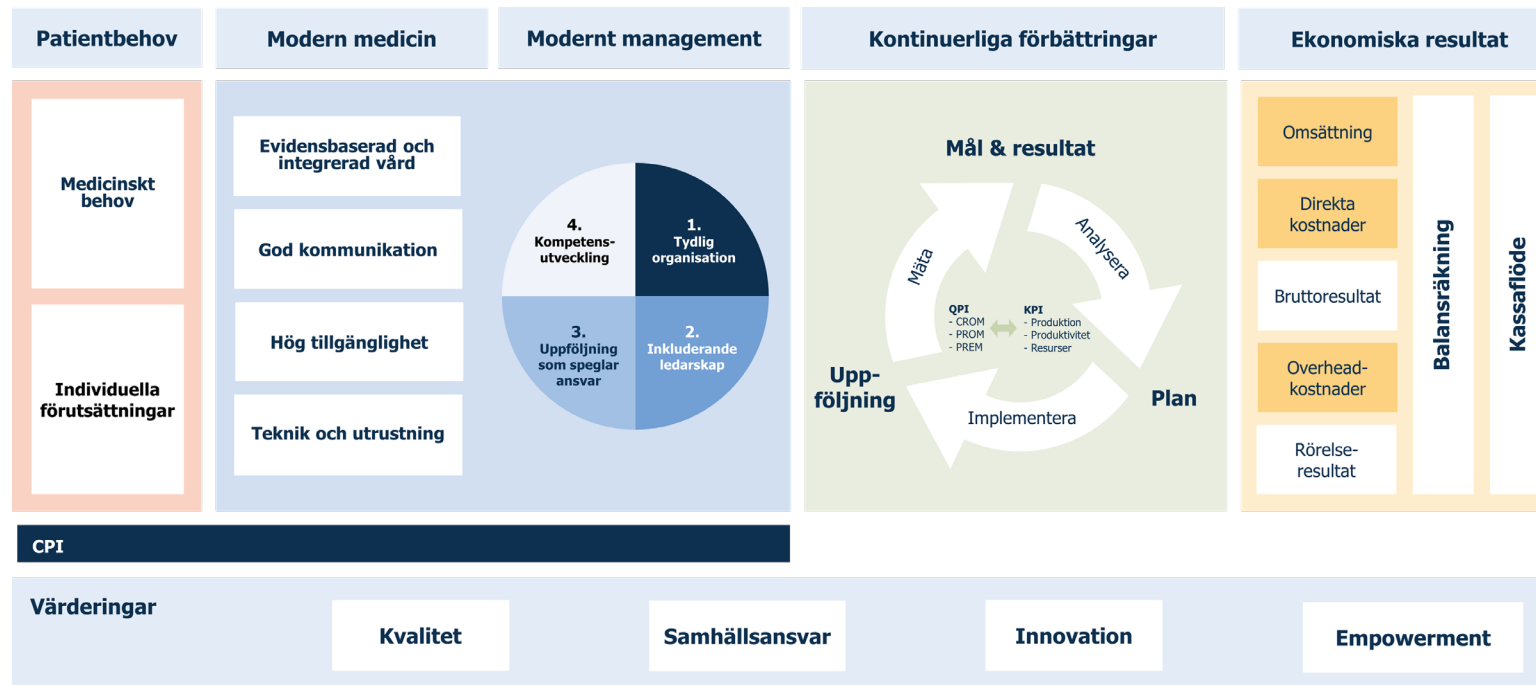 Patientbehov
Modern medicin
Modernt management
Kontinuerliga förbättringar
Ekonomiska resultat
Medicinskt
behov
Individuella
förutsättningar
Evidensbaserad och
integrerad vård
God kommunikation
Hög tillgänglighet
Teknik och utrustning
1.
Tydlig
organisation
2.
Inkluderande
ledarskap
3.
Uppföljning
som speglar
ansvar
4.
Kompetens-
utveckling
Mål & resultat
Analysera
Plan
Implementera
Upp-
följning
Mäta
QPI
- CROM
- PROM
- PREM
KPI
- Produktion
- Produktivitet
- Resurser
Omsättning
Direkta
kostnader
Bruttoresultat
Overhead-
kostnader
Rörelse-
resultat
Balansräkning
Kassaflöde
CPI
Värderingar
Kvalitet
Samhällsansvar
Innovation
Empowerment